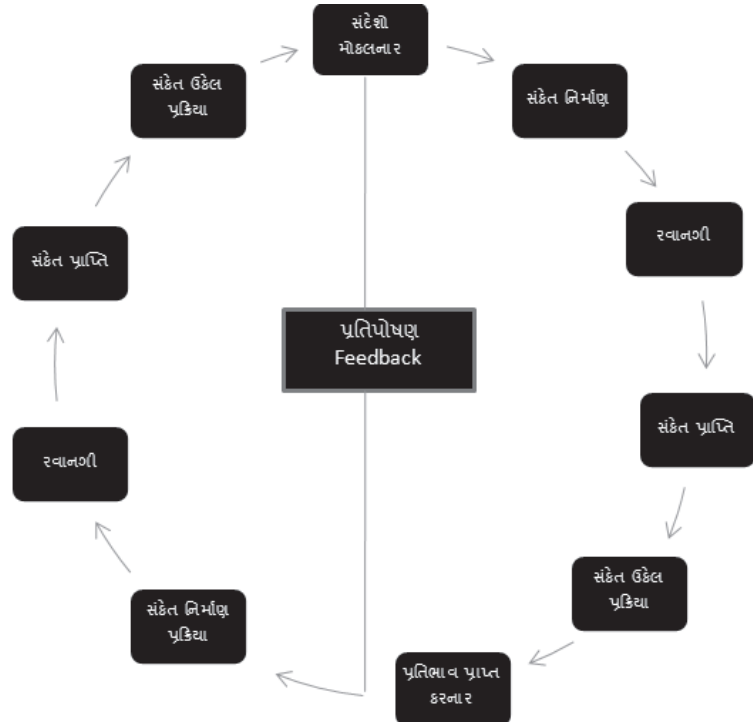 સંદેશો
મોકલનાર
સંકેત નિર્માણ
રવાનગી
સંકેત પ્રાપ્તિ
સંકેત ઉકેલ
પ્રક્રિયા
પ્રતિભાવ પ્રાપ્ત
કરનાર
સંકેત નિર્માણ
પ્રક્રિયા
રવાનગી
સંકેત પ્રાપ્તિ
સંકેત ઉકેલ
પ્રક્રિયા
પ્રતિપોષણ
Feedback